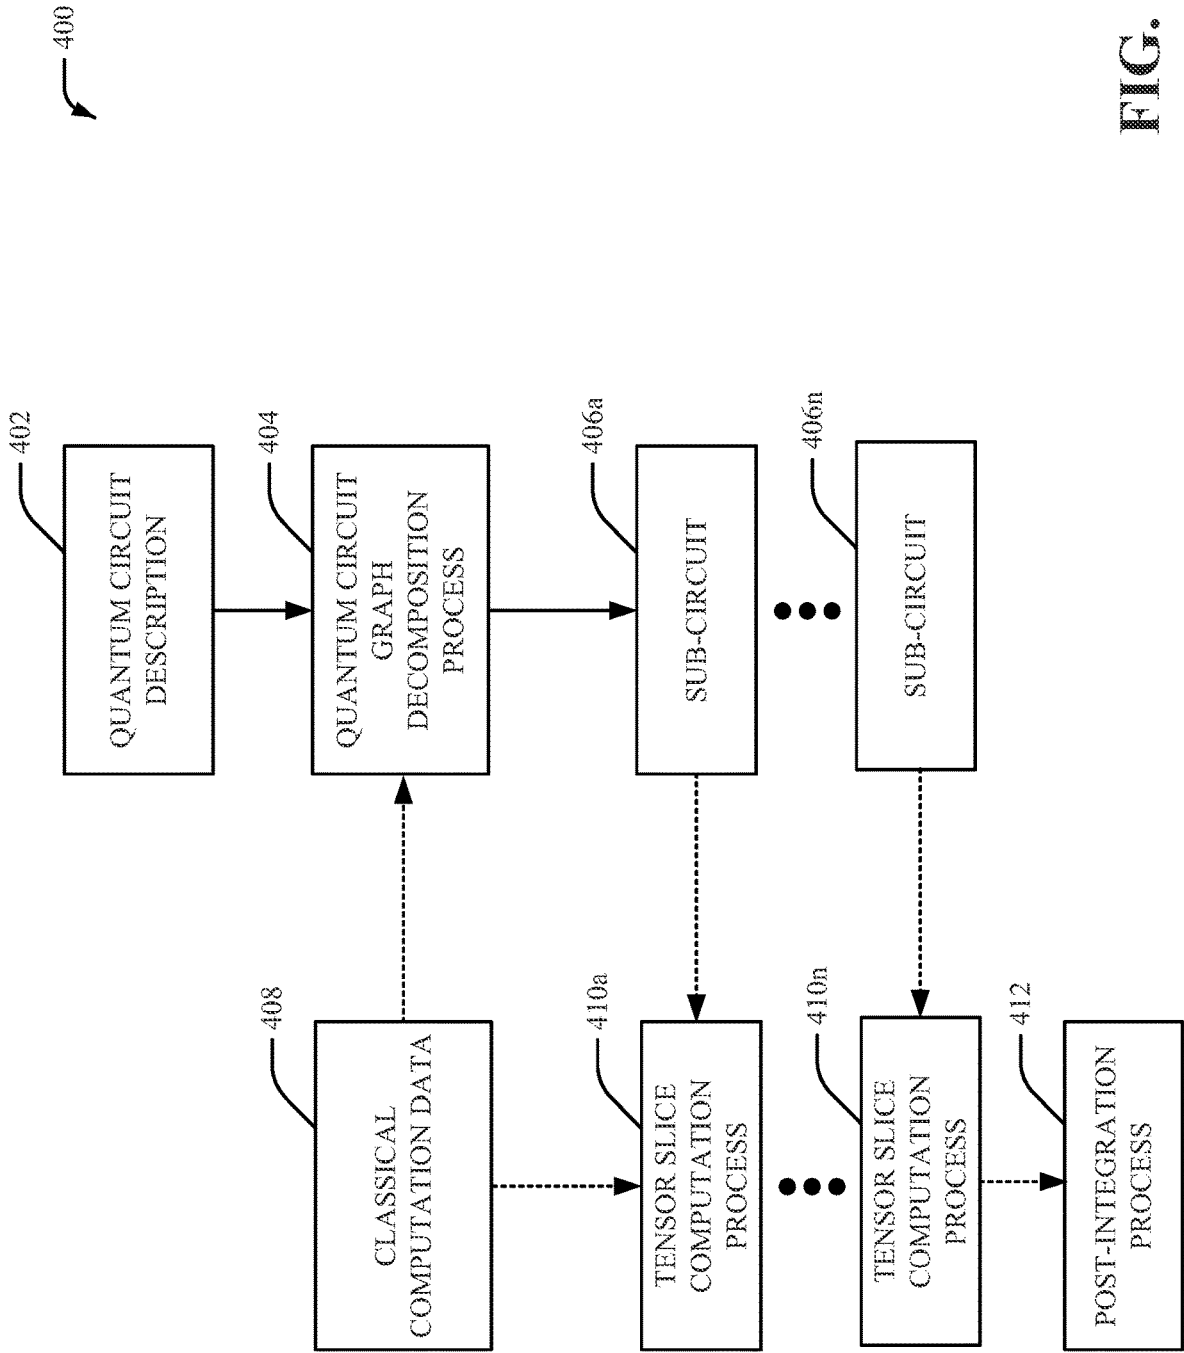 400
402
QUANTUM CIRCUIT
DESCRIPTION
404
QUANTUM CIRCUIT
GRAPH
DECOMPOSITION
PROCESS
406a
SUB-CIRCUIT
406n
SUB-CIRCUIT
408
CLASSICAL
COMPUTATION DATA
410a
TENSOR SLICE
COMPUTATION
PROCESS
410n
TENSOR SLICE
COMPUTATION
PROCESS
412
POST-INTEGRATION
PROCESS
FIG.